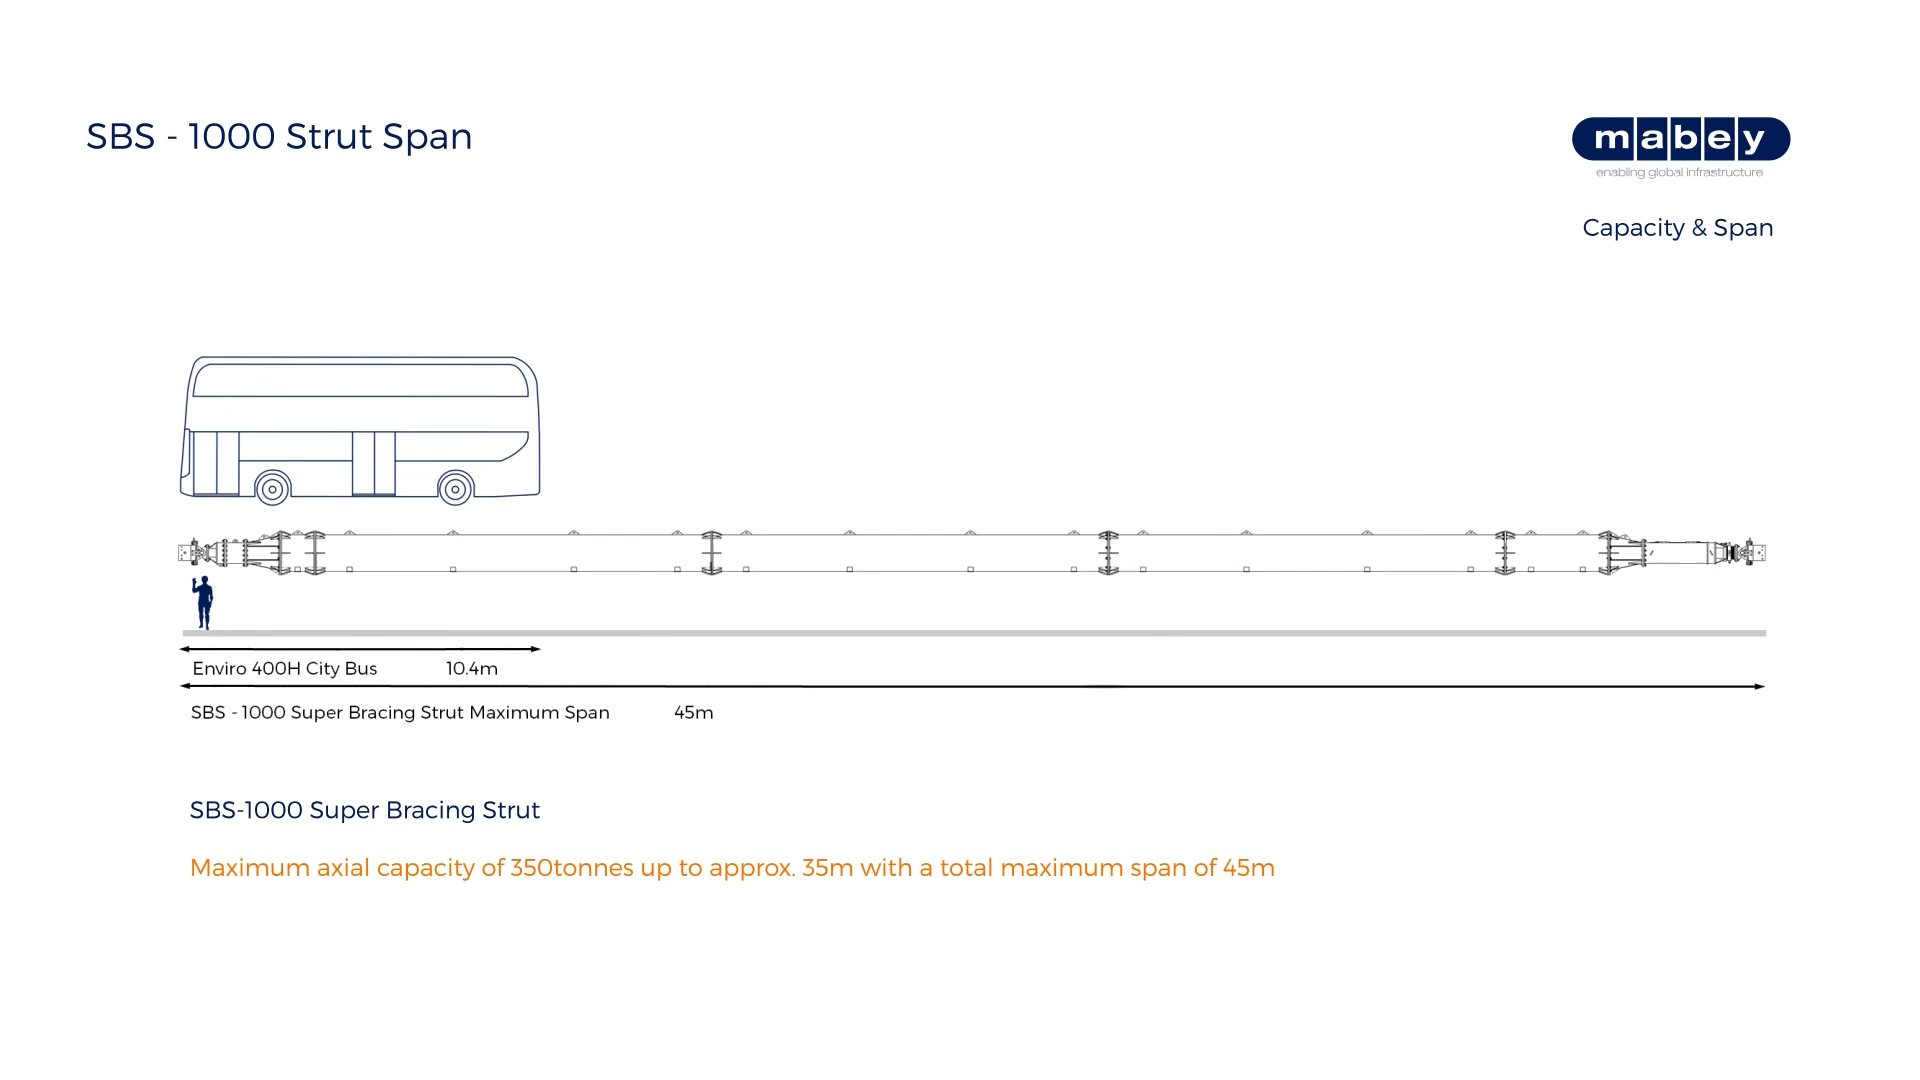 SBS - 1000 Strut Span
mabey
enabling global infrastructure
Capacity & Span
Enviro 400H City Bus 10.4m
SBS - 1000 Super Bracing Strut Maximum Span 45m
SBS-1000 Super Bracing Strut
Maximum axial capacity of 350tonnes up to approx. 35m with a total maximum span of 45m